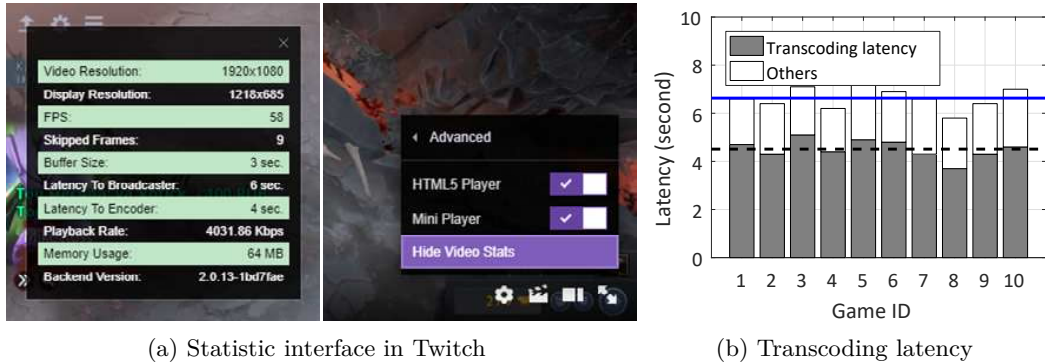 Video Resolution: 1920x1080
Display Resolution: 1218x685
FPS: 58
Skipped Frames: 9
Buffer Size: 3 sec.
Latency To Broadcaster: 6 sec.
Latency To Encoder: 4 sec.
Playback Rate: 4031.86 Kbps
Memory Usage: 64 MB
Backend Version: 2.0.13-1bd7fae
Advanced
HTML5 Player
Mini Player
Hide Video Stats
(a) Statistic interface in Twitch
10
8
6
4
2
0
Latency (second)
Transcoding latency
Others
1 2 3 4 5 6 7 8 9 10
Game ID
(b) Transcoding latency